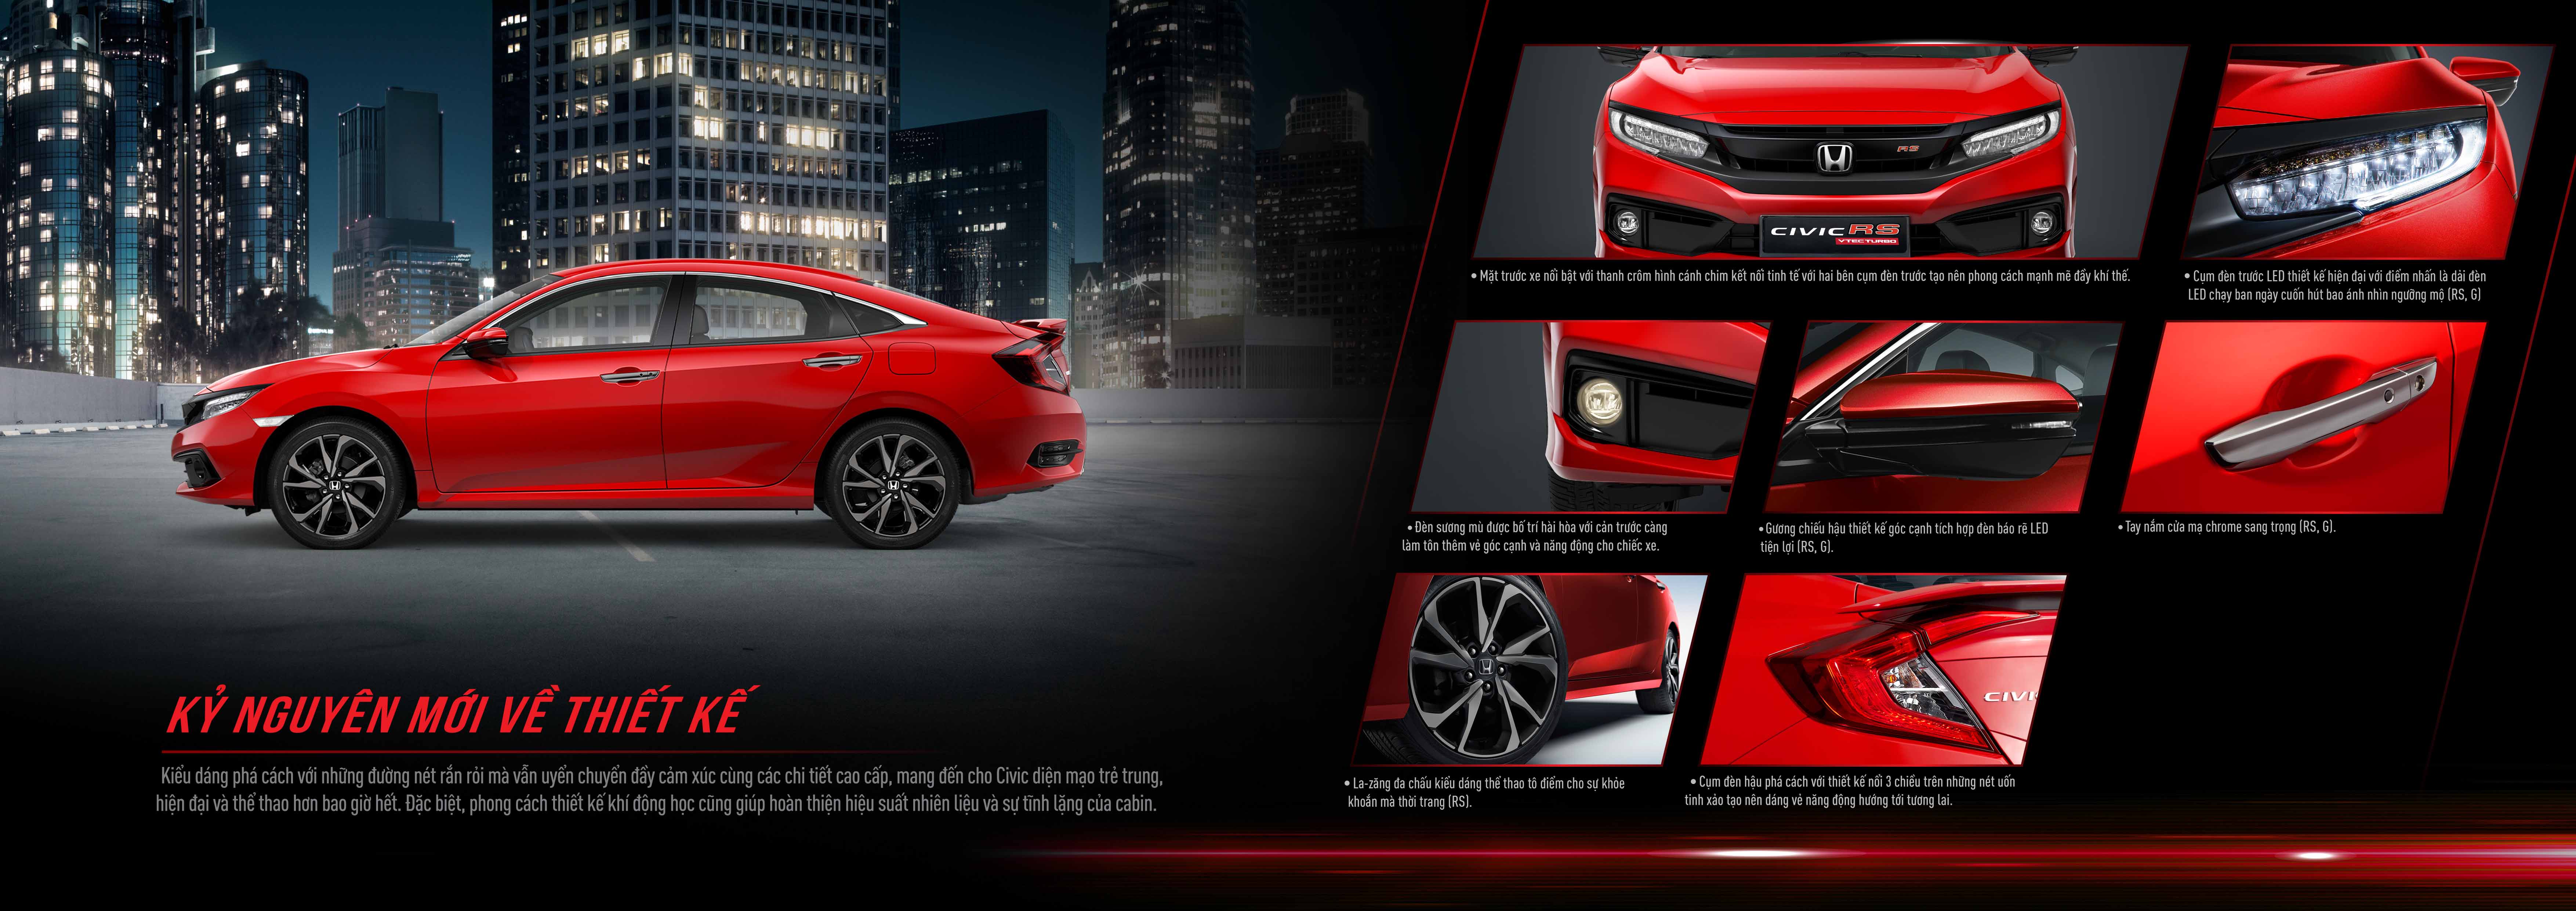 KỶ NGUYÊN MỚI VỀ THIẾT KẾ
Kiểu dáng phá cách với những đường nét rắn rỏi mà vẫn uyển chuyển đầy cảm xúc cùng các chi tiết cao cấp, mang đến cho Civic diện mạo trẻ trung,
hiện đại và thể thao hơn bao giờ hết. Đặc biệt, phong cách thiết kế khí động học cũng giúp hoàn thiện hiệu suất nhiên liệu và sự tĩnh lặng của cabin.
RS
CIVIC RS
VTEC TURBO
• Mặt trước xe nổi bật với thanh crôm hình cánh chim kết nối tinh tế với hai bên cụm đèn trước tạo nên phong cách mạnh mẽ đầy khí thế.
• Cụm đèn trước LED thiết kế hiện đại với điểm nhấn là dải đèn
LED chạy ban ngày cuốn hút bao ánh nhìn ngưỡng mộ (RS, G)
• Đèn sương mù được bố trí hài hòa với cản trước càng
làm tôn thêm vẻ góc cạnh và năng động cho chiếc xe.
• Gương chiếu hậu thiết kế góc cạnh tích hợp đèn báo rẽ LED
tiện lợi (RS, G).
• Tay nắm cửa mạ chrome sang trọng (RS, G).
CIVI
• La-zăng đa chấu kiểu dáng thể thao tô điểm cho sự khỏe
khoắn mà thời trang (RS).
• Cụm đèn hậu phá cách với thiết kế nổi 3 chiều trên những nét uốn
tinh xảo tạo nên dáng vẻ năng động hướng tới tương lai.